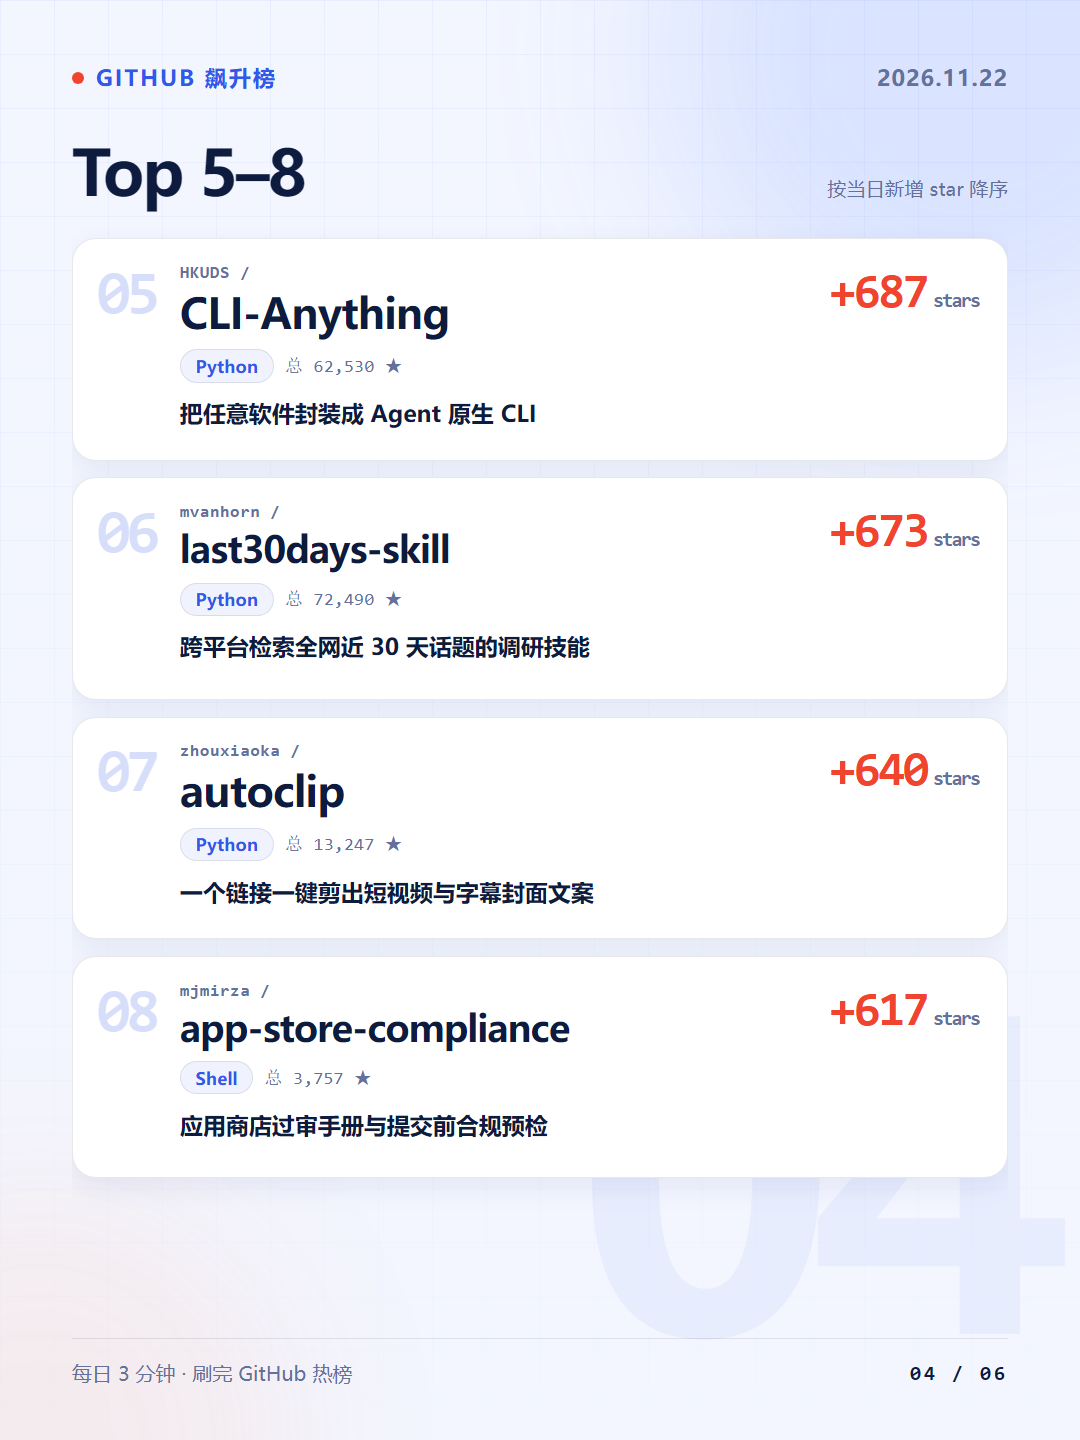 GITHUB 飙升榜
2026.11.22
Top 5–8
按当日新增 star 降序
05
HKUDS /
CLI-Anything
+687 stars
Python 总 62,530 ★
把任意软件封装成 Agent 原生 CLI
06
mvanhorn /
last30days-skill
+673 stars
Python 总 72,490 ★
跨平台检索全网近 30 天话题的调研技能
07
zhouxiaoka /
autoclip
+640 stars
Python 总 13,247 ★
一个链接一键剪出短视频与字幕封面文案
08
mjmirza /
app-store-compliance
+617 stars
Shell 总 3,757 ★
应用商店过审手册与提交前合规预检
04
每日 3 分钟 · 刷完 GitHub 热榜
04 / 06